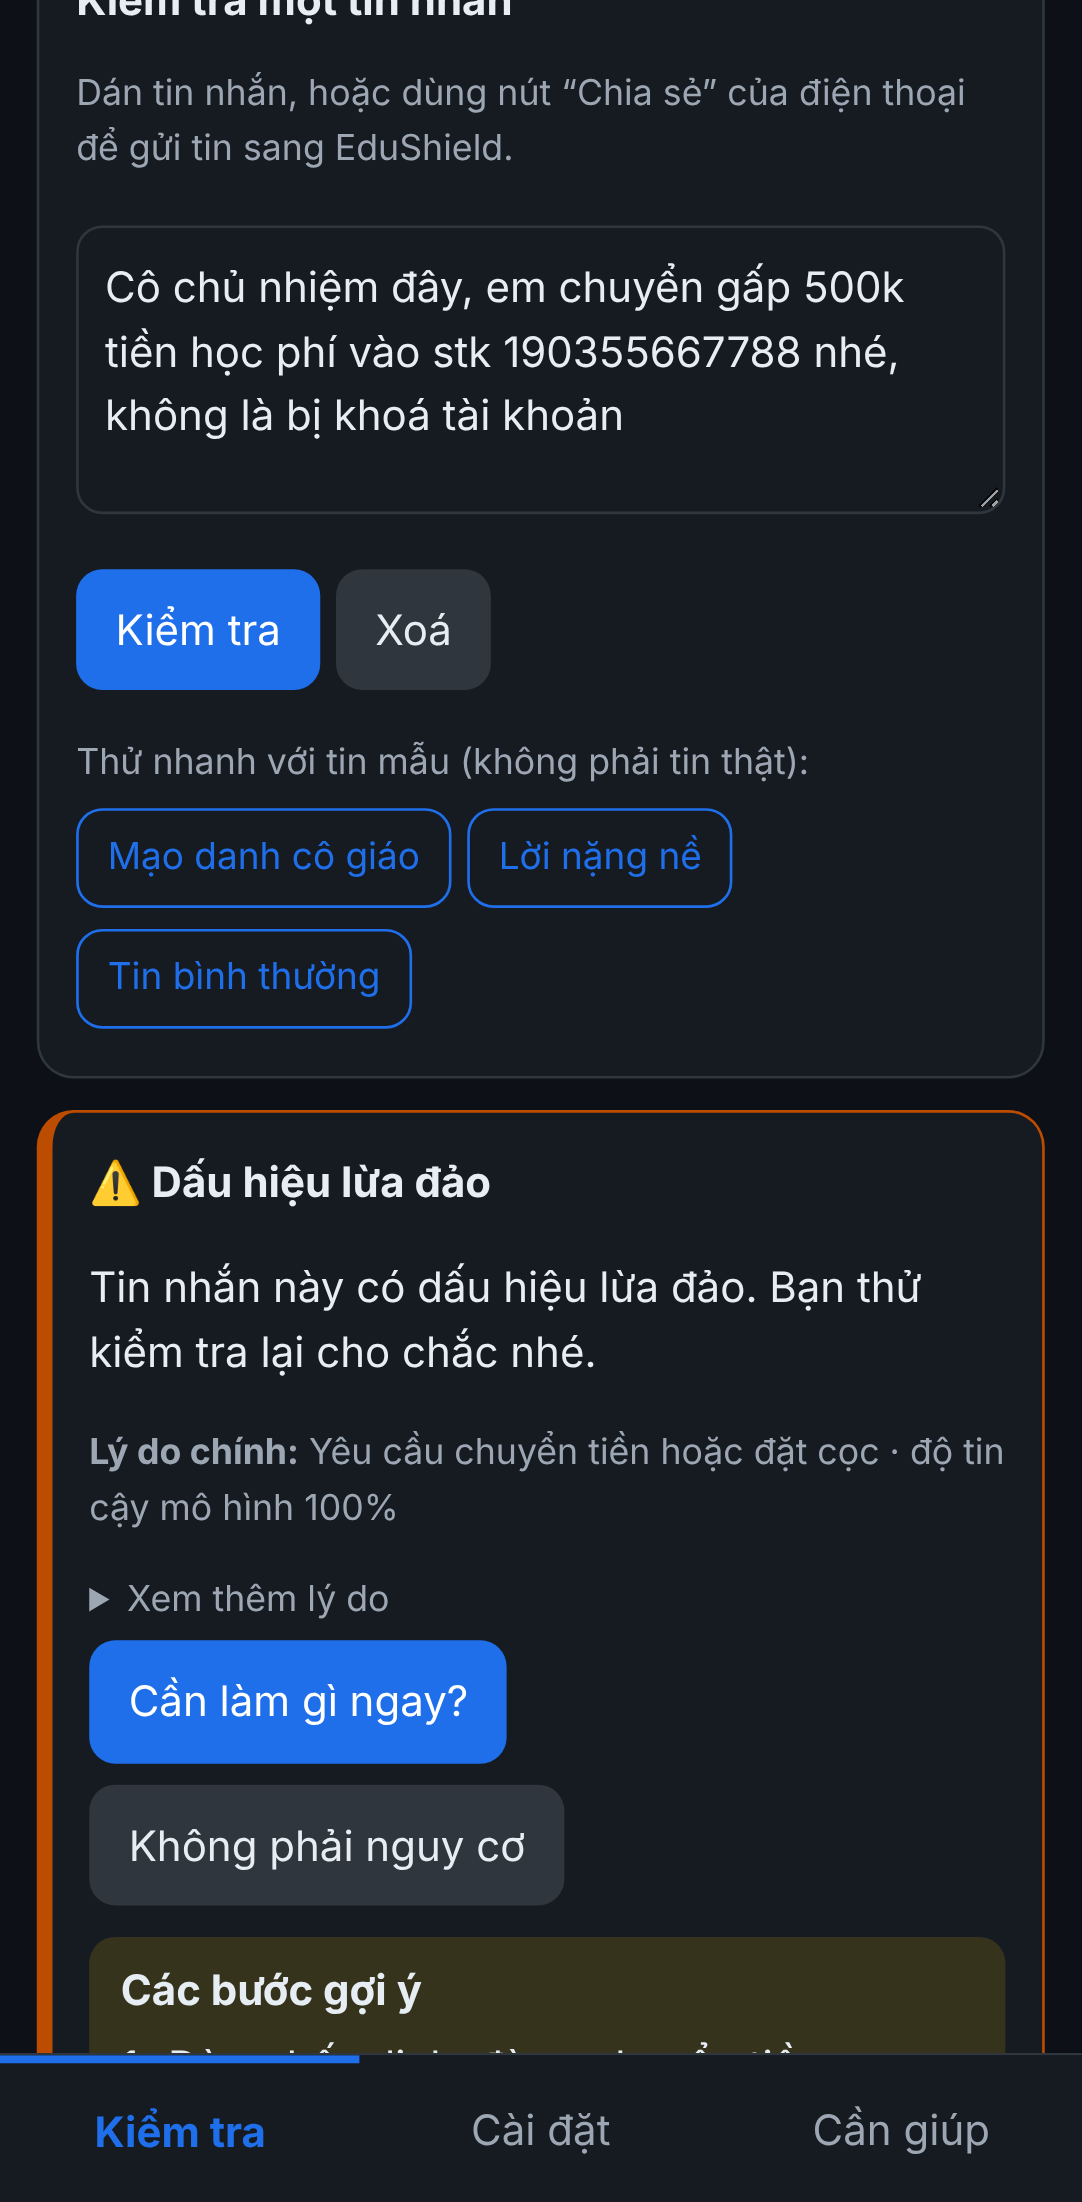 Kiểm tra một tin nhắn
Dán tin nhắn, hoặc dùng nút “Chia sẻ” của điện thoại
để gửi tin sang EduShield.
Cô chủ nhiệm đây, em chuyển gấp 500k
tiền học phí vào stk 190355667788 nhé,
không là bị khoá tài khoản
Kiểm tra Xoá
Thử nhanh với tin mẫu (không phải tin thật):
Mạo danh cô giáo Lời nặng nề
Tin bình thường
⚠️ Dấu hiệu lừa đảo
Tin nhắn này có dấu hiệu lừa đảo. Bạn thử
kiểm tra lại cho chắc nhé.
Lý do chính: Yêu cầu chuyển tiền hoặc đặt cọc · độ tin
cậy mô hình 100%
▶ Xem thêm lý do
Cần làm gì ngay?
Không phải nguy cơ
Các bước gợi ý
Kiểm tra Cài đặt Cần giúp